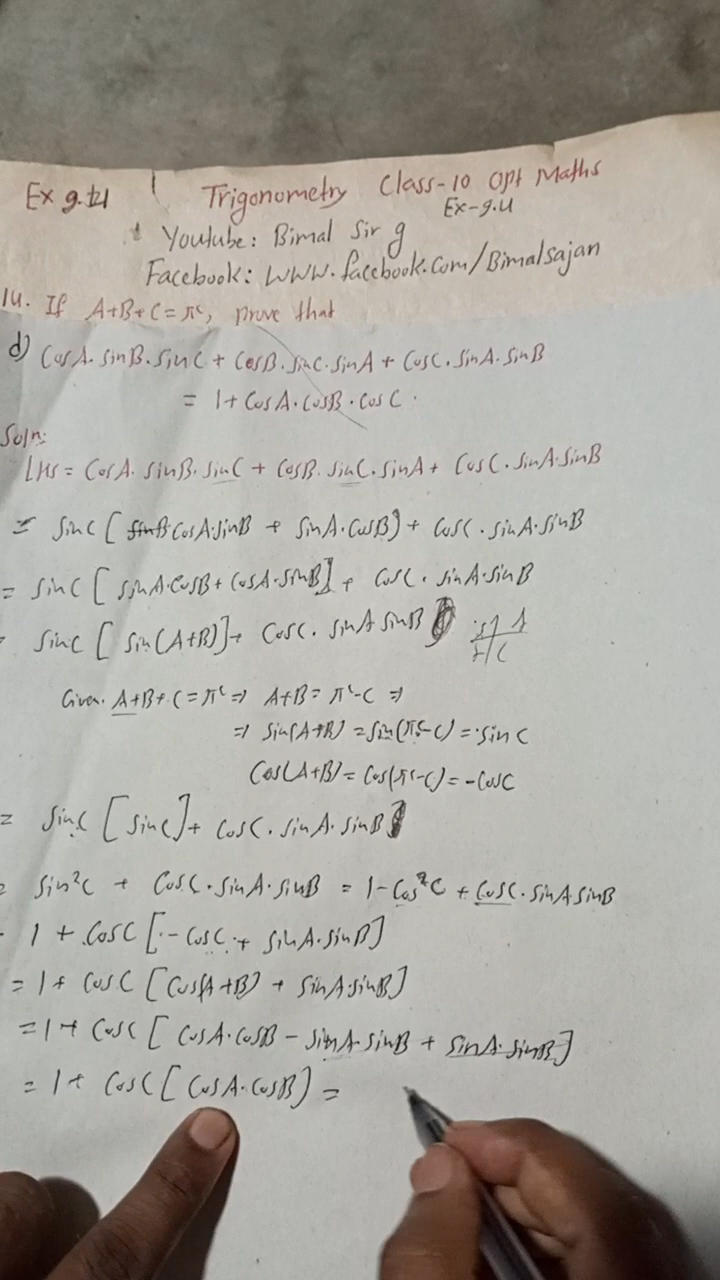 Ex 9.4 Trigonometry Class-10 Opt Maths
Ex-9.4
Youtube: Bimal Sir g
Facebook: WWW.facebook.com/Bimalsajan
14. If A+B+C=πᶜ, prove that
d) CosA. sinB. sinC + CosB. sinC. sinA + CosC. sinA. sinB
= 1+ CosA. CosB. CosC.
Soln:
LHS = CosA. sinB. sinC + CosB. sinC. sinA + CosC. sinA. sinB
= sinC [ CosA. sinB + sinA. CosB] + CosC. sinA. sinB
= sinC [ sinA. CosB + CosA. sinB] + CosC. sinA. sinB
= sinC [ sin(A+B)] + CosC. sinA sinB
Given. A+B+C=πᶜ => A+B= πᶜ-C =>
=> sin(A+B) = sin(πᶜ-C) = sinC
Cos(A+B) = Cos(πᶜ-C) = -CosC
= sinC [sinC] + CosC. sinA. sinB
= sin²C + CosC. sinA. sinB = 1-Cos²C + CosC. sinA sinB
= 1 + CosC [-CosC + sinA. sinB]
= 1+ CosC [Cos(A+B) + sinA sinB]
= 1+ CosC [ CosA. CosB - sinA. sinB + sinA. sinB]
= 1+ CosC [ CosA. CosB) =